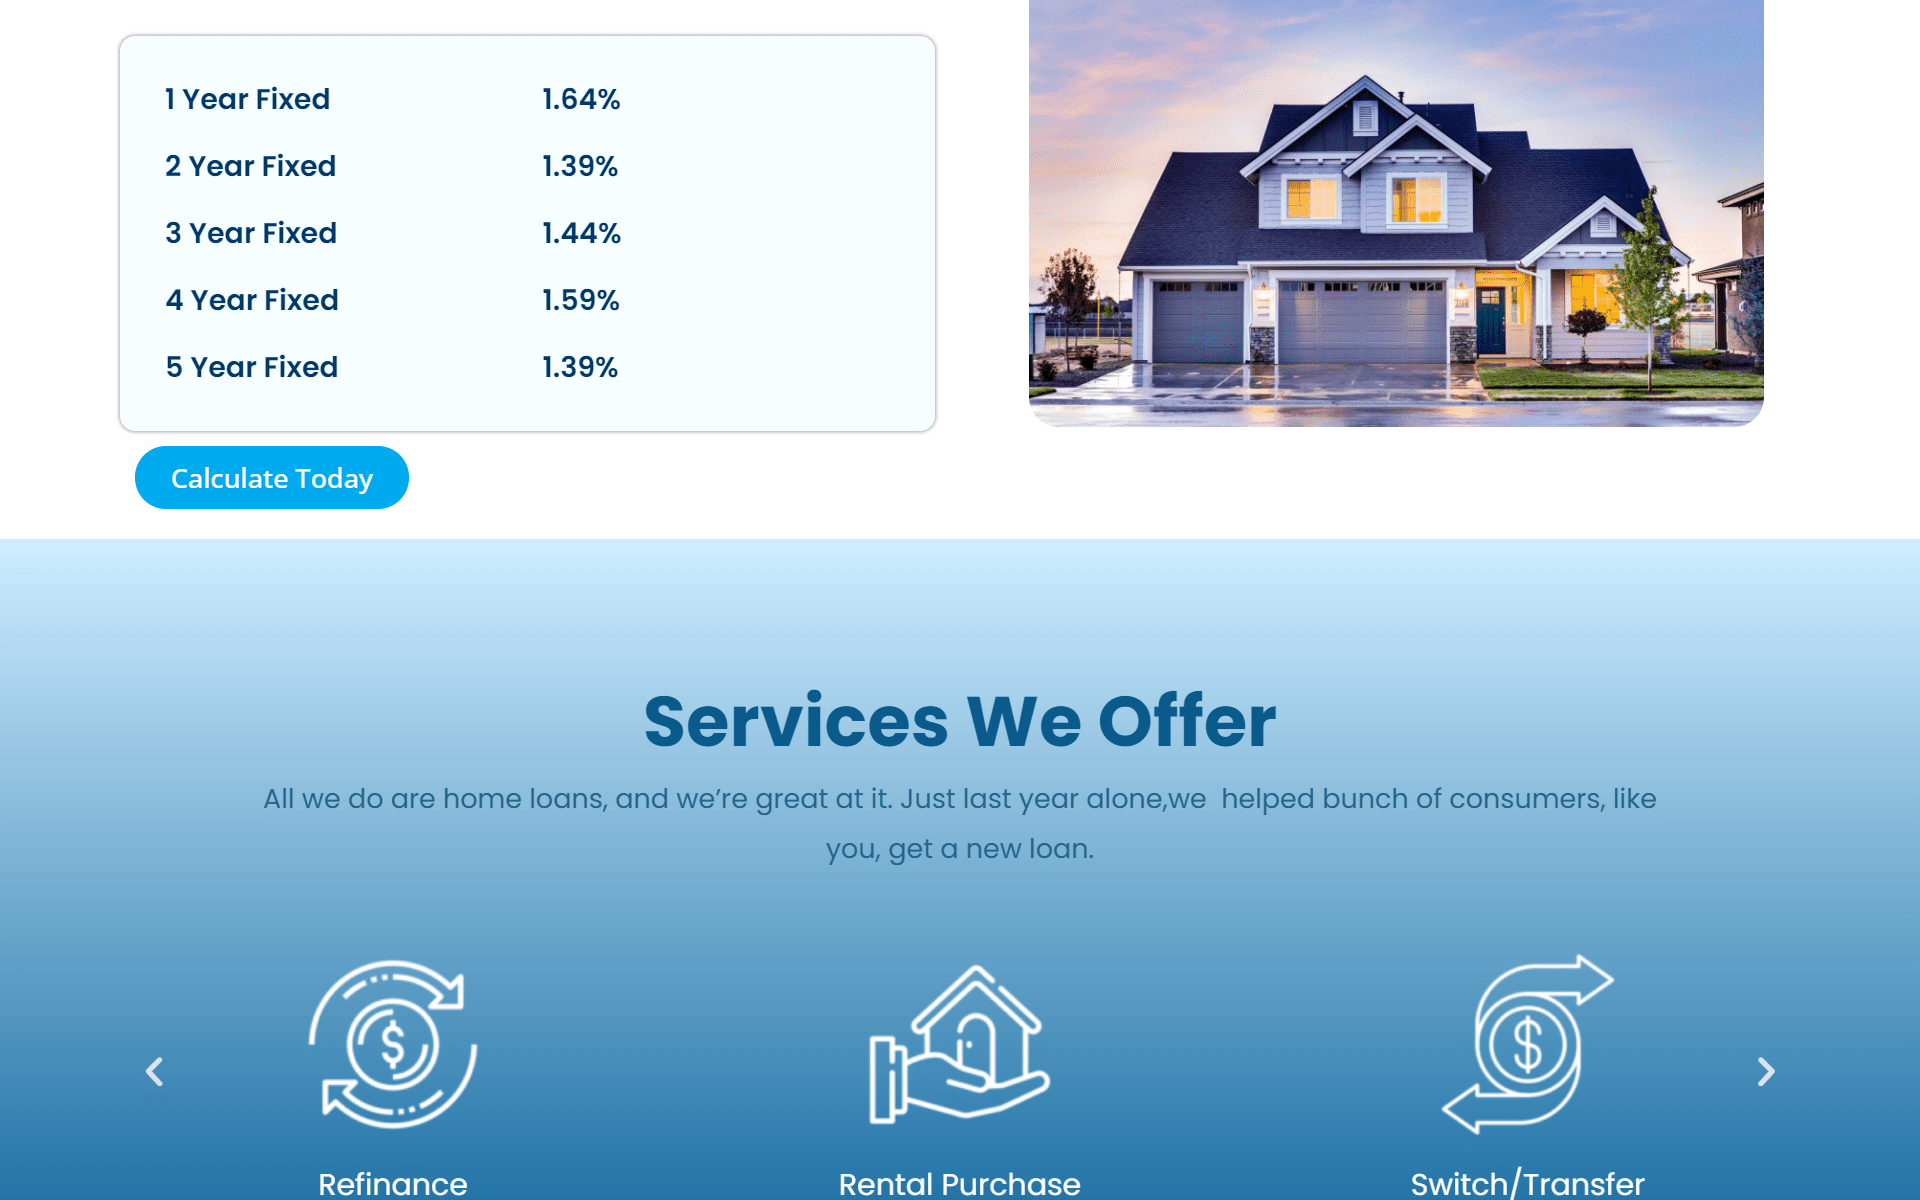 1 Year Fixed 1.64%
2 Year Fixed 1.39%
3 Year Fixed 1.44%
4 Year Fixed 1.59%
5 Year Fixed 1.39%
Calculate Today
Services We Offer
All we do are home loans, and we’re great at it. Just last year alone,we  helped bunch of consumers, like
you, get a new loan.
$
$
Refinance
Rental Purchase
Switch/Transfer